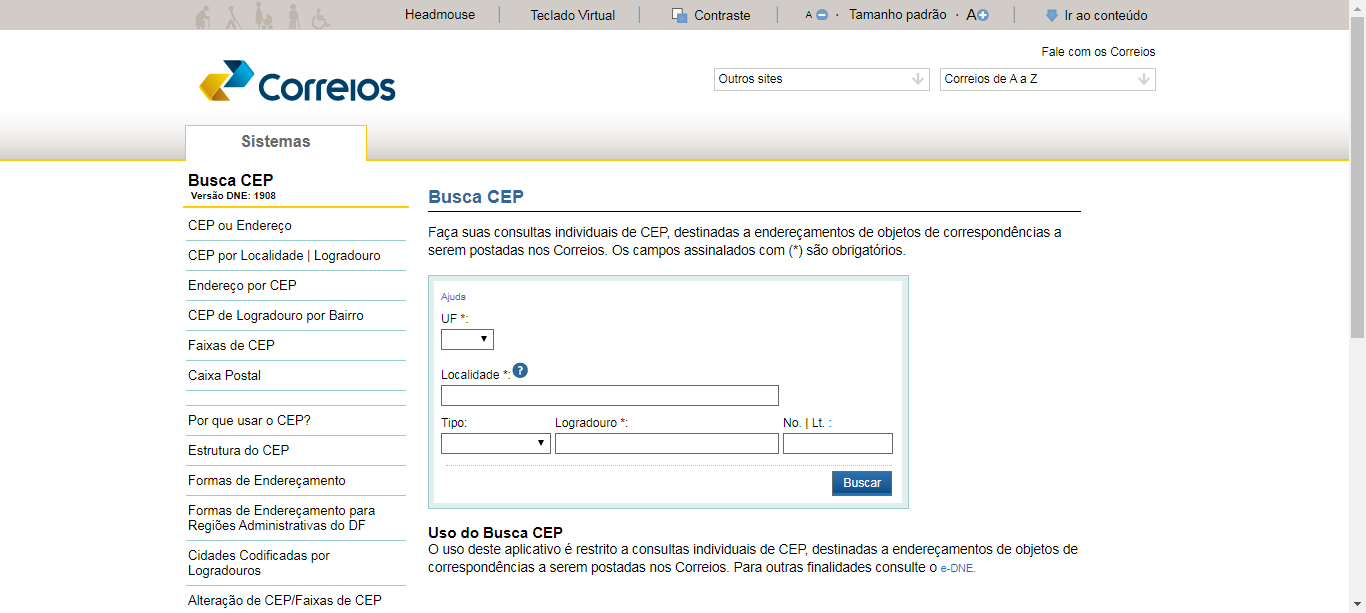 Headmouse
Teclado Virtual
Contraste
A - · Tamanho padrão · A+
Ir ao conteúdo
Fale com os Correios
Correios
Outros sites
Correios de A a Z
Sistemas
Busca CEP
Versão DNE: 1908
CEP ou Endereço
CEP por Localidade | Logradouro
Endereço por CEP
CEP de Logradouro por Bairro
Faixas de CEP
Caixa Postal
Por que usar o CEP?
Estrutura do CEP
Formas de Endereçamento
Formas de Endereçamento para
Regiões Administrativas do DF
Cidades Codificadas por
Logradouros
Alteração de CEP/Faixas de CEP
Busca CEP
Faça suas consultas individuais de CEP, destinadas a endereçamentos de objetos de correspondências a
serem postadas nos Correios. Os campos assinalados com (*) são obrigatórios.
Ajuda
UF *:
Localidade *: ?
Tipo:
Logradouro *:
No. | Lt. :
Buscar
Uso do Busca CEP
O uso deste aplicativo é restrito a consultas individuais de CEP, destinadas a endereçamentos de objetos de
correspondências a serem postadas nos Correios. Para outras finalidades consulte o e-DNE.